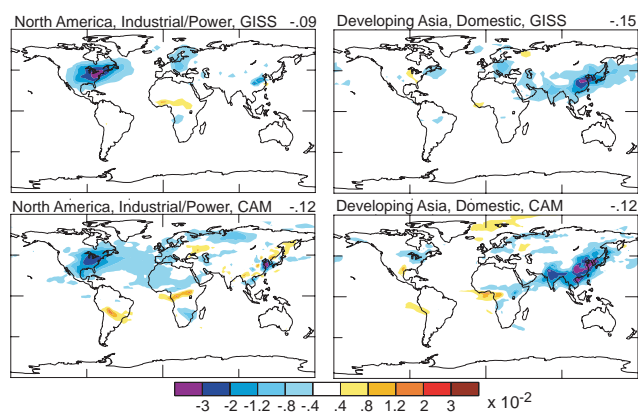 North America, Industrial/Power, GISS -.09
Developing Asia, Domestic, GISS -.15
North America, Industrial/Power, CAM -.12
Developing Asia, Domestic, CAM -.12
-3 -2 -1.2 -.8 -.4 .4 .8 1.2 2 3 x 10-2